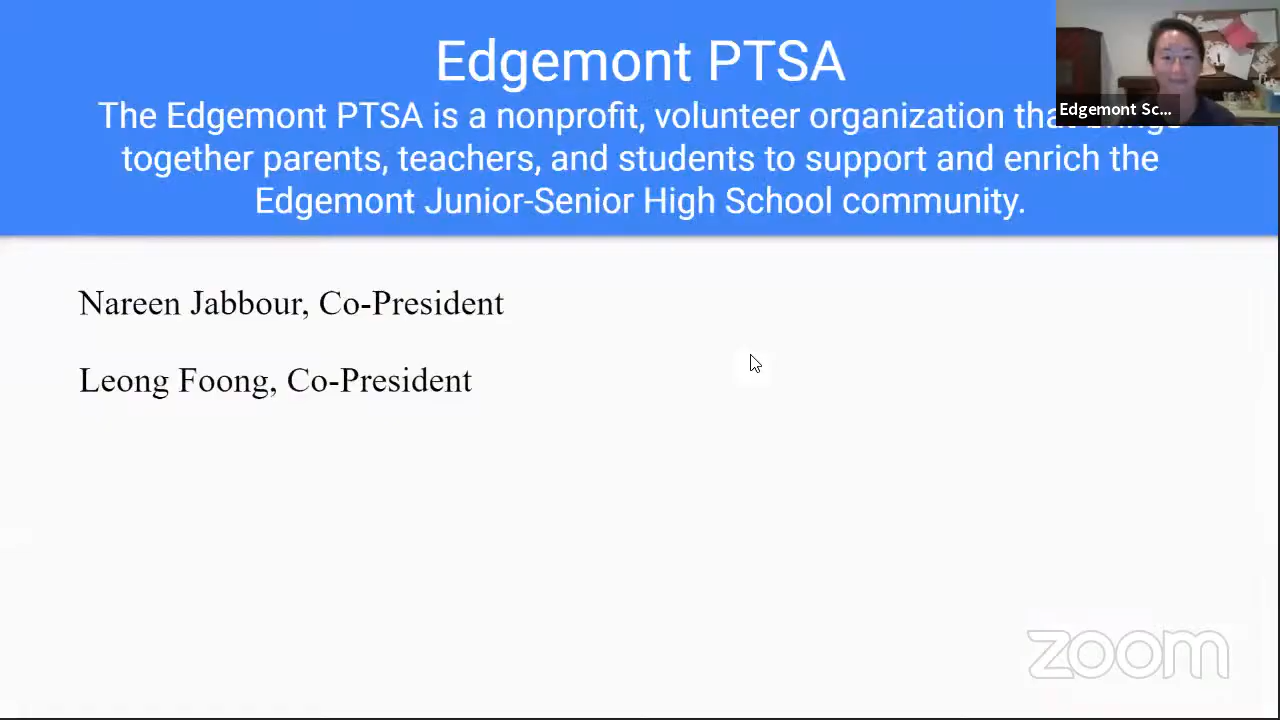 Edgemont PTSA
The Edgemont PTSA is a nonprofit, volunteer organization that brings
together parents, teachers, and students to support and enrich the
Edgemont Junior-Senior High School community.
Edgemont Sc...
Nareen Jabbour, Co-President
Leong Foong, Co-President
zoom